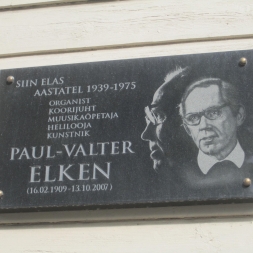 SIIN ELAS
AASTATEL 1939-1975
ORGANIST
KOORIJUHT
MUUSIKAÕPETAJA
HELILOOJA
KUNSTNIK
PAUL-VALTER
ELKEN
(16.02.1909 -13.10.2007)